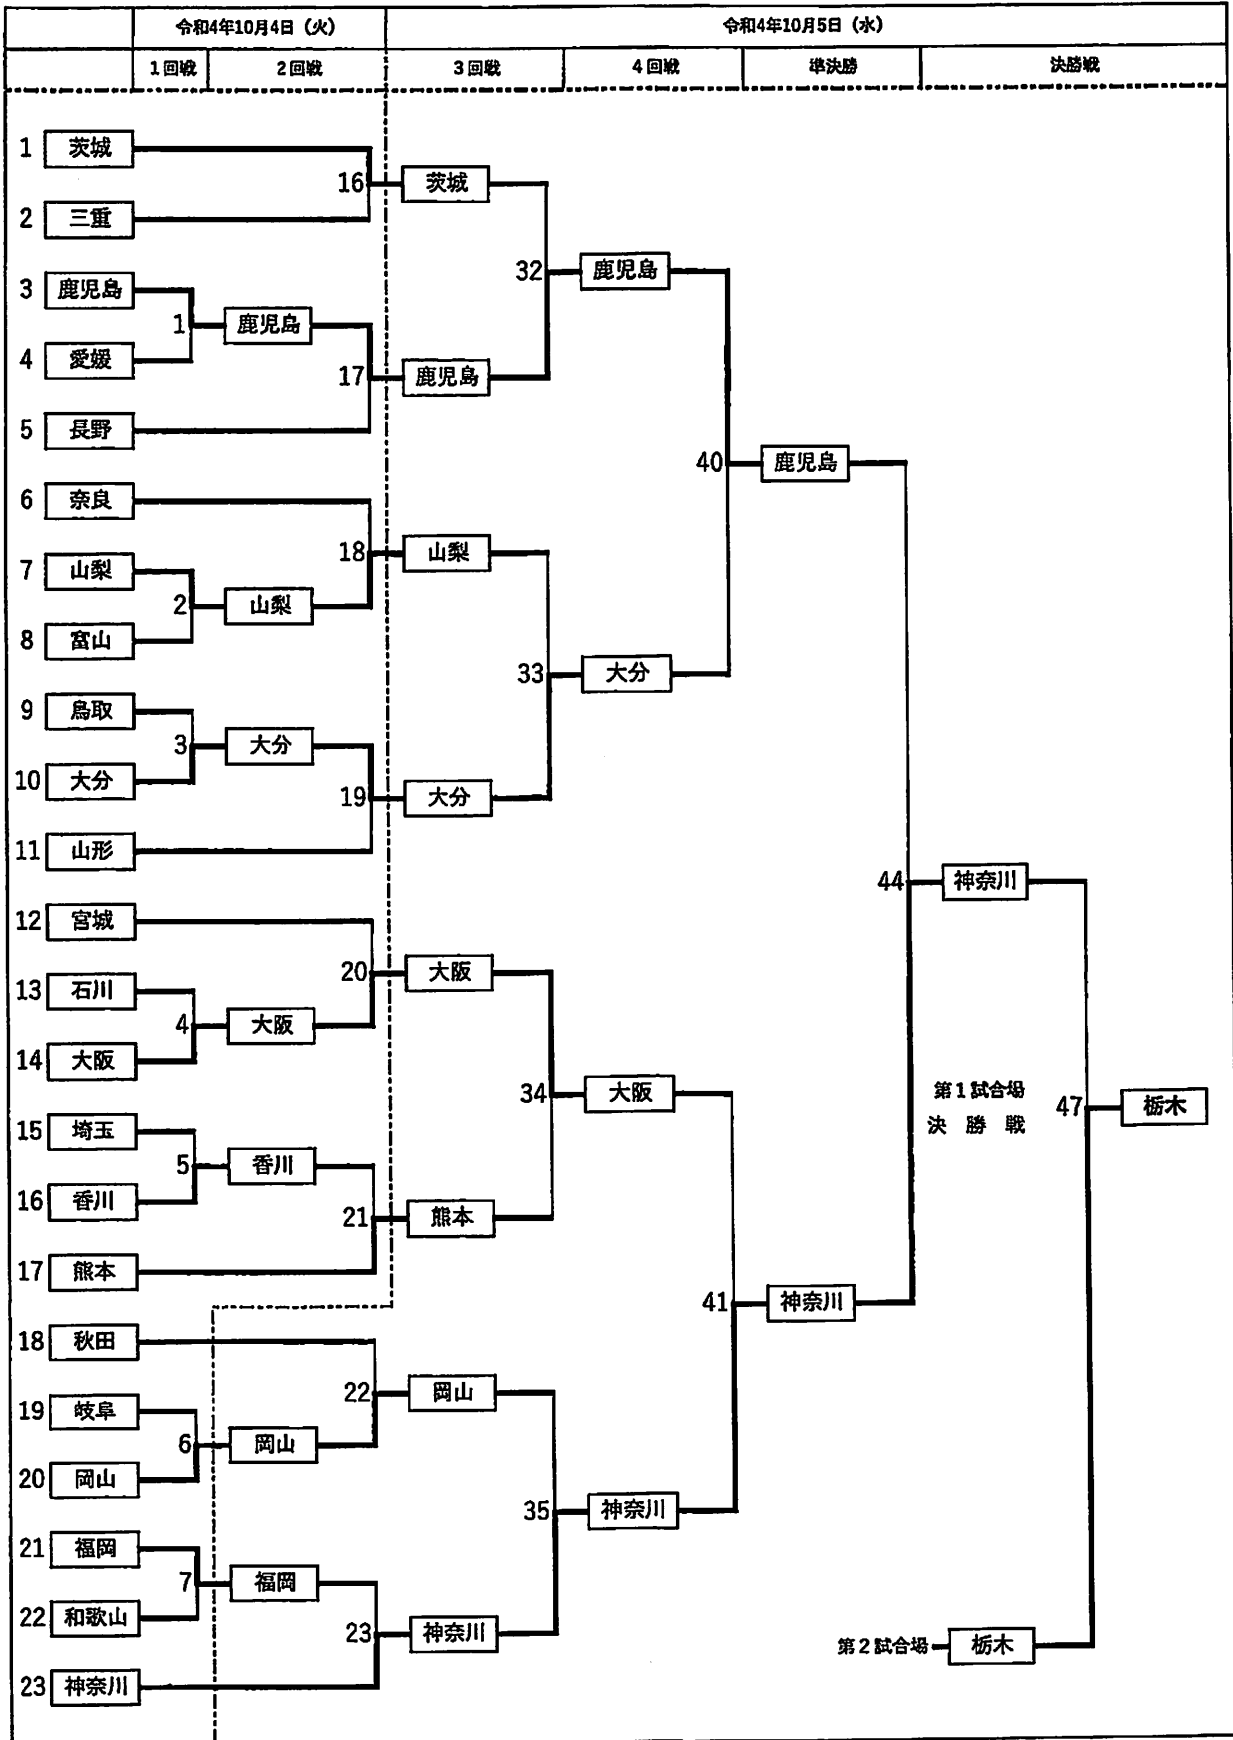 令和4年10月4日（火） 令和4年10月5日（水）
1回戦 2回戦 3回戦 4回戦 準決勝 決勝戦
1 茨城
16 茨城
2 三重
32 鹿児島
3 鹿児島
1 鹿児島
4 愛媛
17 鹿児島
5 長野
40 鹿児島
6 奈良
18 山梨
7 山梨
2 山梨
8 富山
33 大分
9 鳥取
3 大分
10 大分
19 大分
11 山形
44 神奈川
12 宮城
20 大阪
13 石川
4 大阪
14 大阪
34 大阪
第1試合場
決勝戦
47 栃木
15 埼玉
5 香川
16 香川
21 熊本
17 熊本
41 神奈川
18 秋田
22 岡山
19 岐阜
6 岡山
20 岡山
35 神奈川
21 福岡
7 福岡
22 和歌山
23 神奈川
第2試合場 栃木
23 神奈川